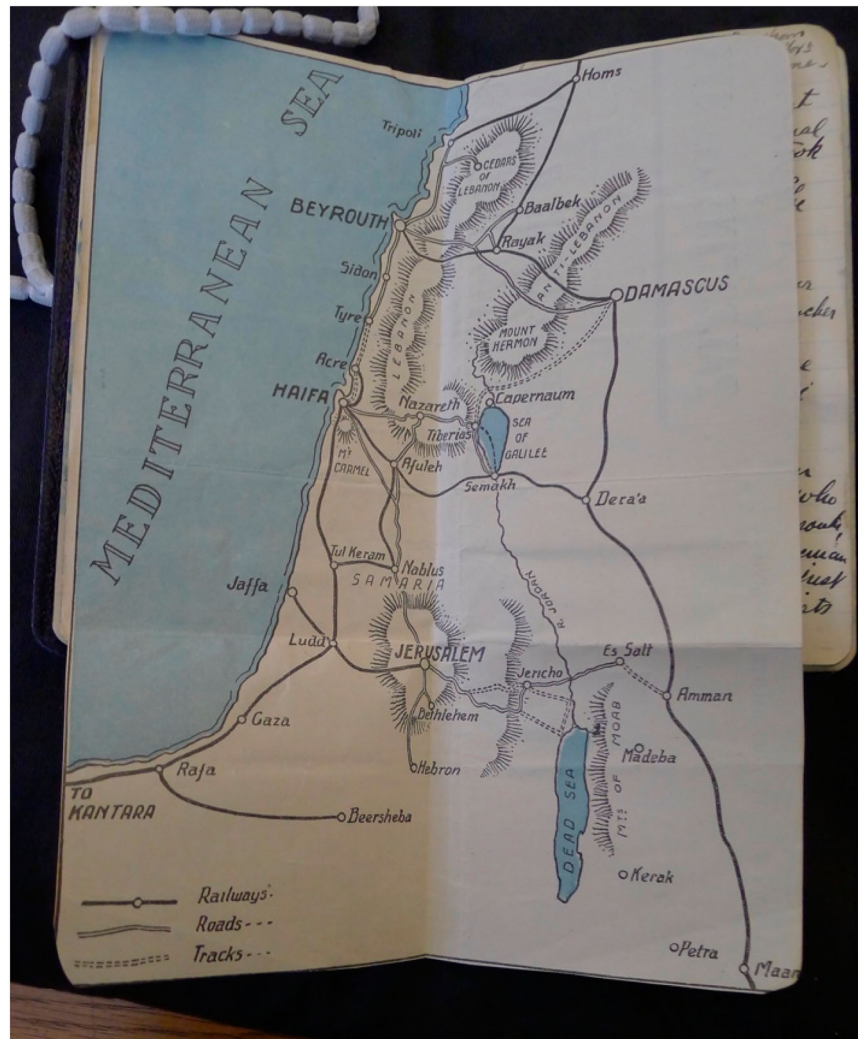 Homs
MEDITERRANEAN SEA
Tripoli
CEDARS
OF
LEBANON
BEYROUTH
Baalbek
Rayak
ANTI-LEBANON
Sidon
DAMASCUS
Tyre
LEBANON
MOUNT
HERMON
Acre
HAIFA
Nazareth
Capernaum
Tiberias
SEA
OF
GALILEE
MT
CARMEL
Afuleh
Semakh
Dera'a
Tul Keram
Nablus
SAMARIA
Jaffa
R. JORDAN
Ludd
JERUSALEM
Es Salt
Jericho
Amman
Bethlehem
Gaza
MTS OF MOAB
Madeba
Rafa
Hebron
TO
KANTARA
Beersheba
DEAD SEA
Kerak
Railways
Roads
Tracks
Petra
Maan
who